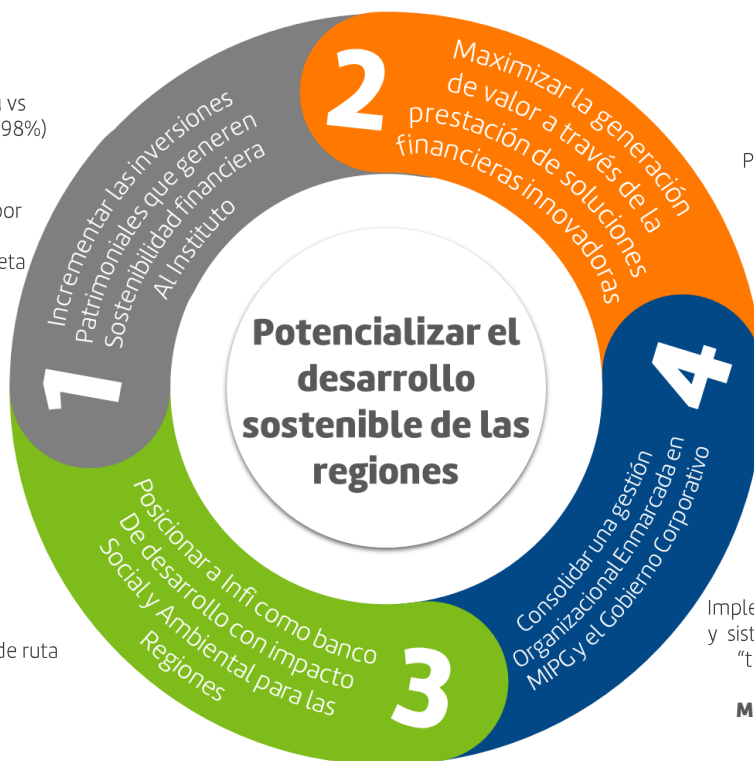 vs
98%)
por
eta
1
Incrementar las inversiones
Patrimoniales que generen
Sostenibilidad financiera
Al Instituto
2
Maximizar la generación
de valor a través de la
prestación de soluciones
financieras innovadoras
P
Potencializar el
desarrollo
sostenible de las
regiones
4
Consolidar una gestión
Organizacional Enmarcada en
MIPG y el Gobierno Corporativo
3
Posicionar a Infi como banco
De desarrollo con impacto
Social y Ambiental para las
Regiones
de ruta
Imple
y sist
“t
M